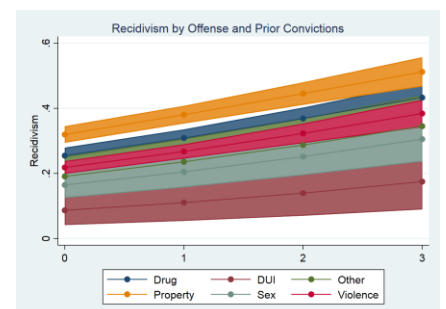 Recidivism by Offense and Prior Convictions
.6
.4
.2
0
Recidivism
0 1 2 3
Drug DUI Other
Property Sex Violence